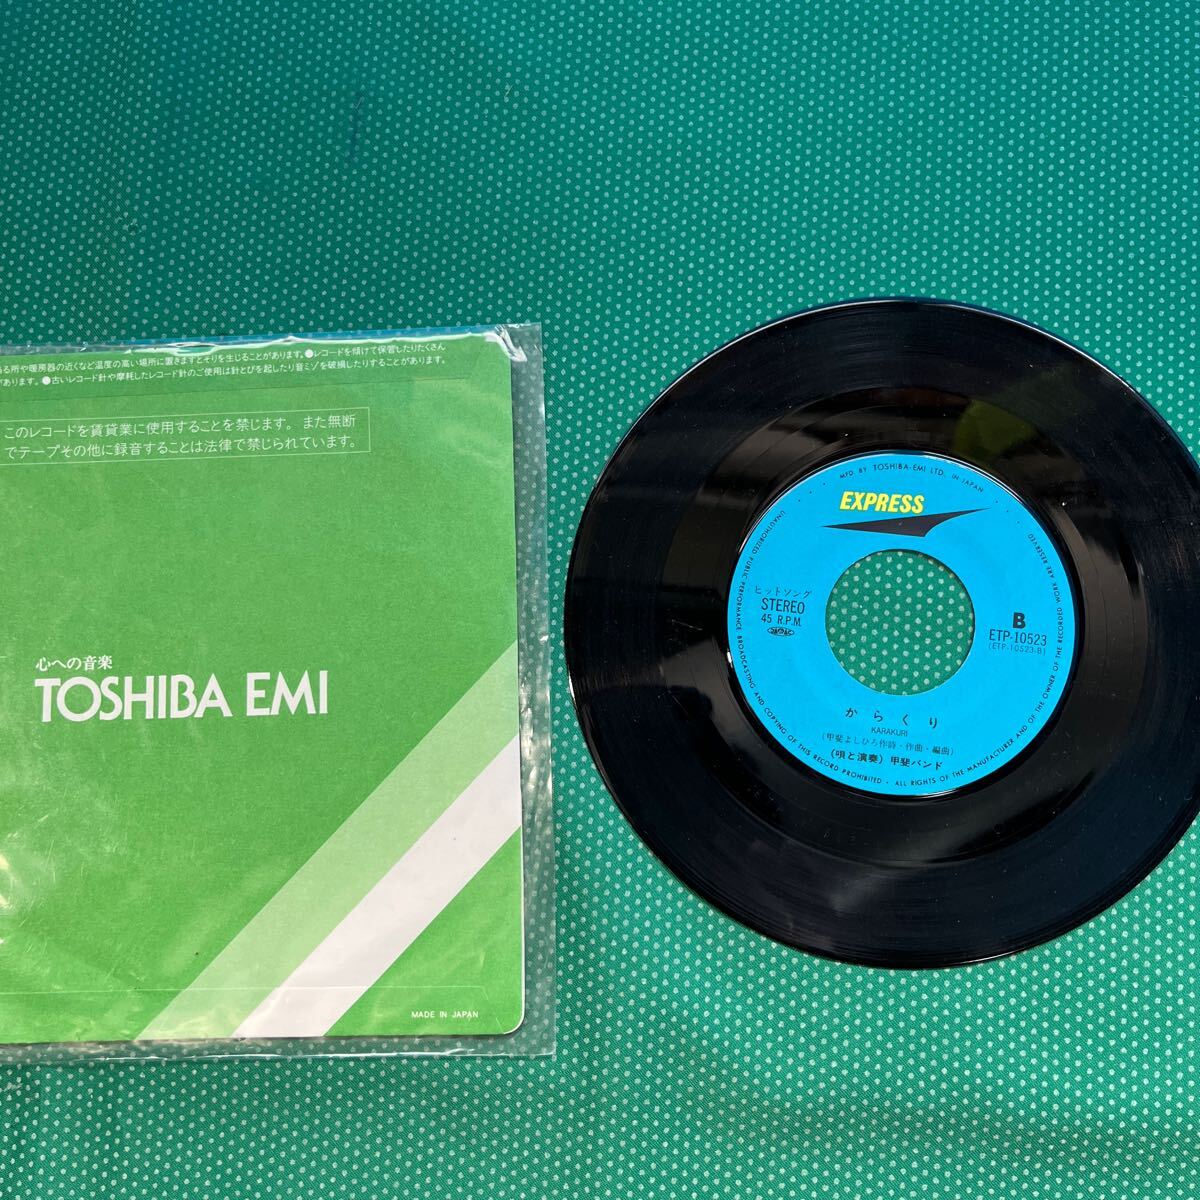 る所や暖房器の近くなど温度の高い場所に置きますとそりを生じることがあります。●レコードを傾けて保管したりたくさん
があります。●古いレコード針や摩耗したレコード針のご使用は針とびを起したり音ミゾを破損したりすることがあります。
このレコードを賃貸業に使用することを禁じます。また無断
でテープその他に録音することは法律で禁じられています。
心への音楽
TOSHIBA EMI
MADE IN JAPAN
MFD BY TOSHIBA-EMI LTD. IN JAPAN
EXPRESS
ヒットソング
STEREO
45 R.P.M.
B
ETP-10523
(ETP-10523-B)
からくり
KARAKURI
(甲斐よしひろ作詩・作曲・編曲)
(唄と演奏) 甲斐バンド
UNAUTHORIZED PUBLIC PERFORMANCE BROADCASTING AND COPYING OF THIS RECORD PROHIBITED - ALL RIGHTS OF THE MANUFACTURER AND OF THE OWNER OF THE RECORDED WORK ARE RESERVED